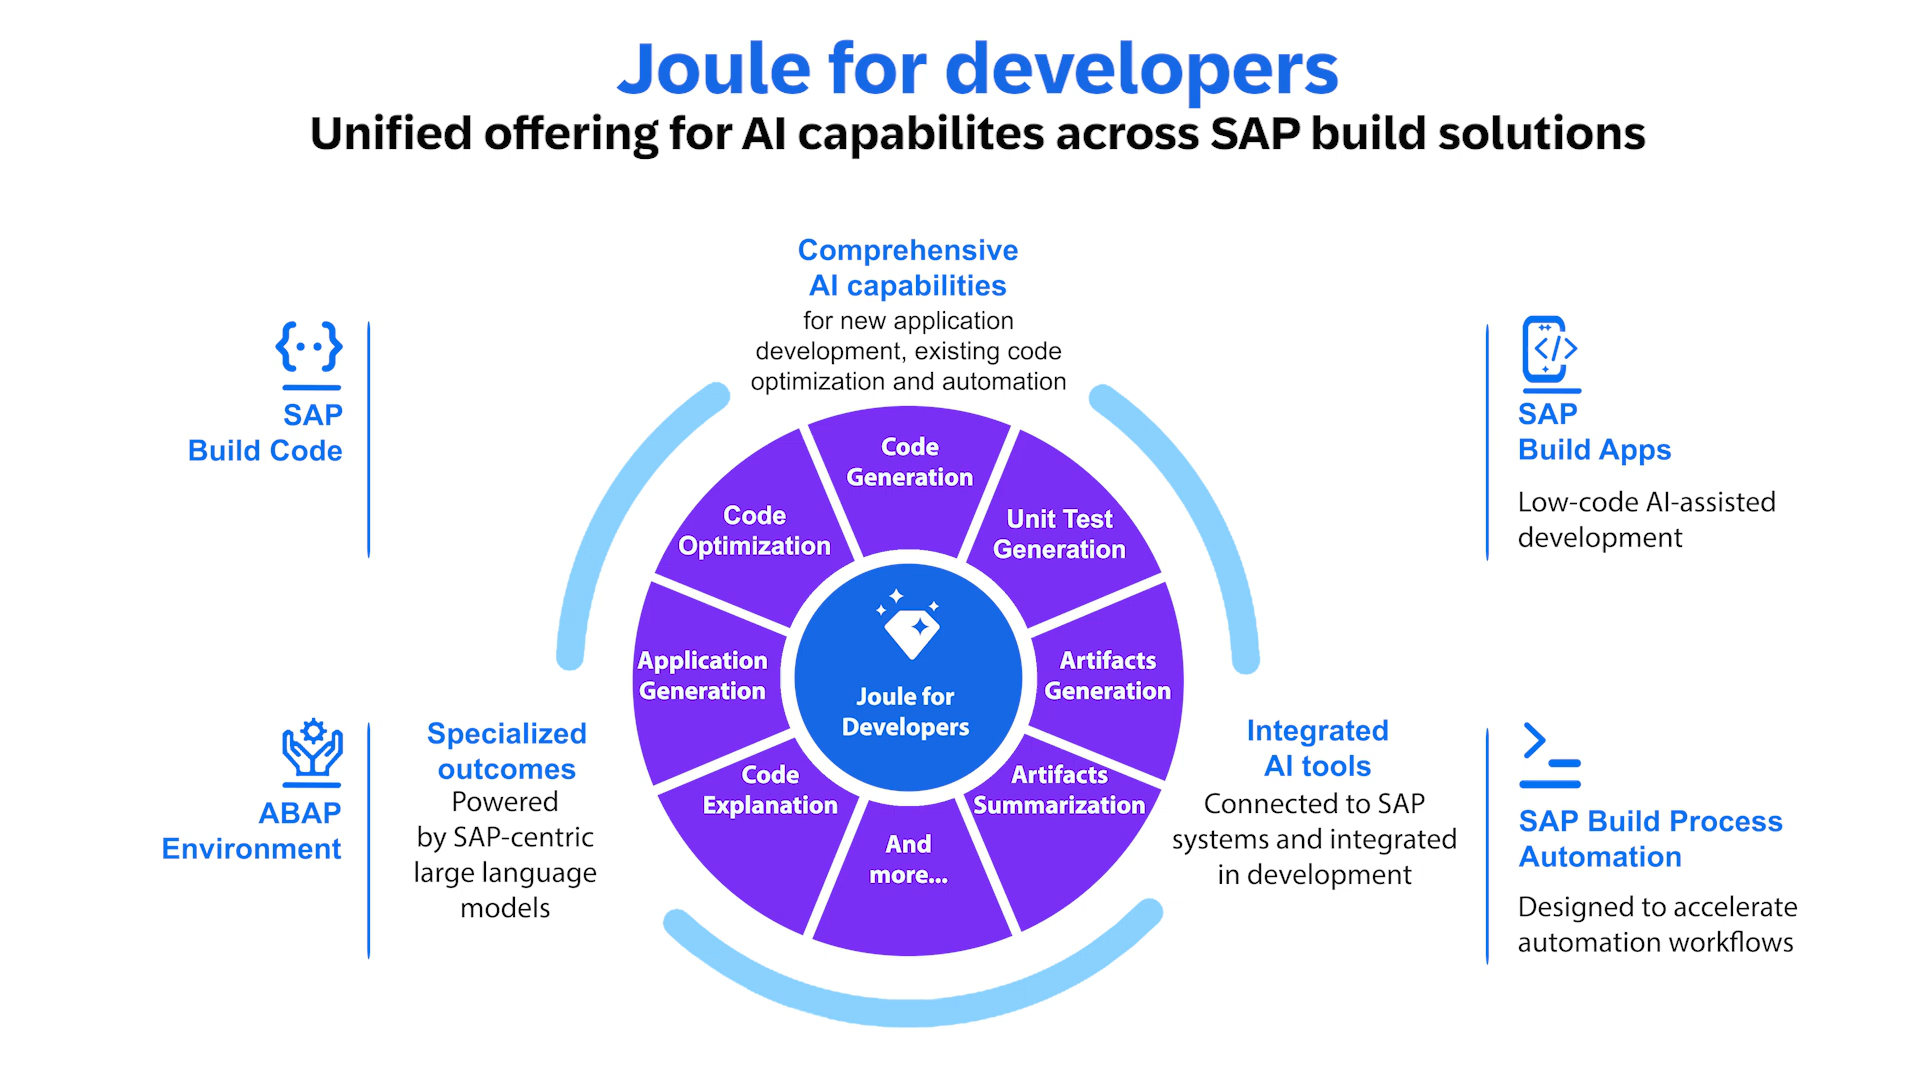 Joule for developers
Unified offering for AI capabilites across SAP build solutions
Comprehensive
AI capabilities
for new application
development, existing code
optimization and automation
SAP
Build Code
SAP
Build Apps
Low-code AI-assisted
development
Code
Generation
Unit Test
Generation
Artifacts
Generation
Artifacts
Summarization
And
more...
Code
Explanation
Application
Generation
Code
Optimization
Joule for
Developers
ABAP
Environment
Specialized
outcomes
Powered
by SAP-centric
large language
models
Integrated
AI tools
Connected to SAP
systems and integrated
in development
SAP Build Process
Automation
Designed to accelerate
automation workflows